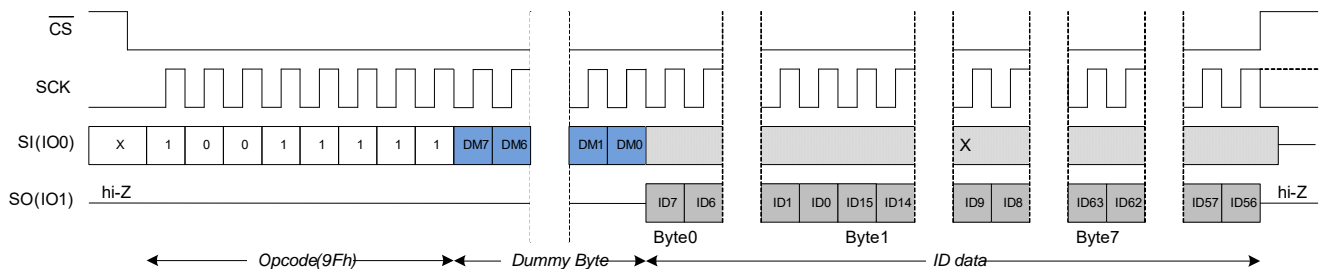 CS
SCK
SI(IO0) X 1 0 0 1 1 1 1 1 DM7 DM6 DM1 DM0 X
hi-Z
SO(IO1) ID7 ID6 ID1 ID0 ID15 ID14 ID9 ID8 ID63 ID62 ID57 ID56 hi-Z
Byte0 Byte1 Byte7
Opcode(9Fh) Dummy Byte ID data